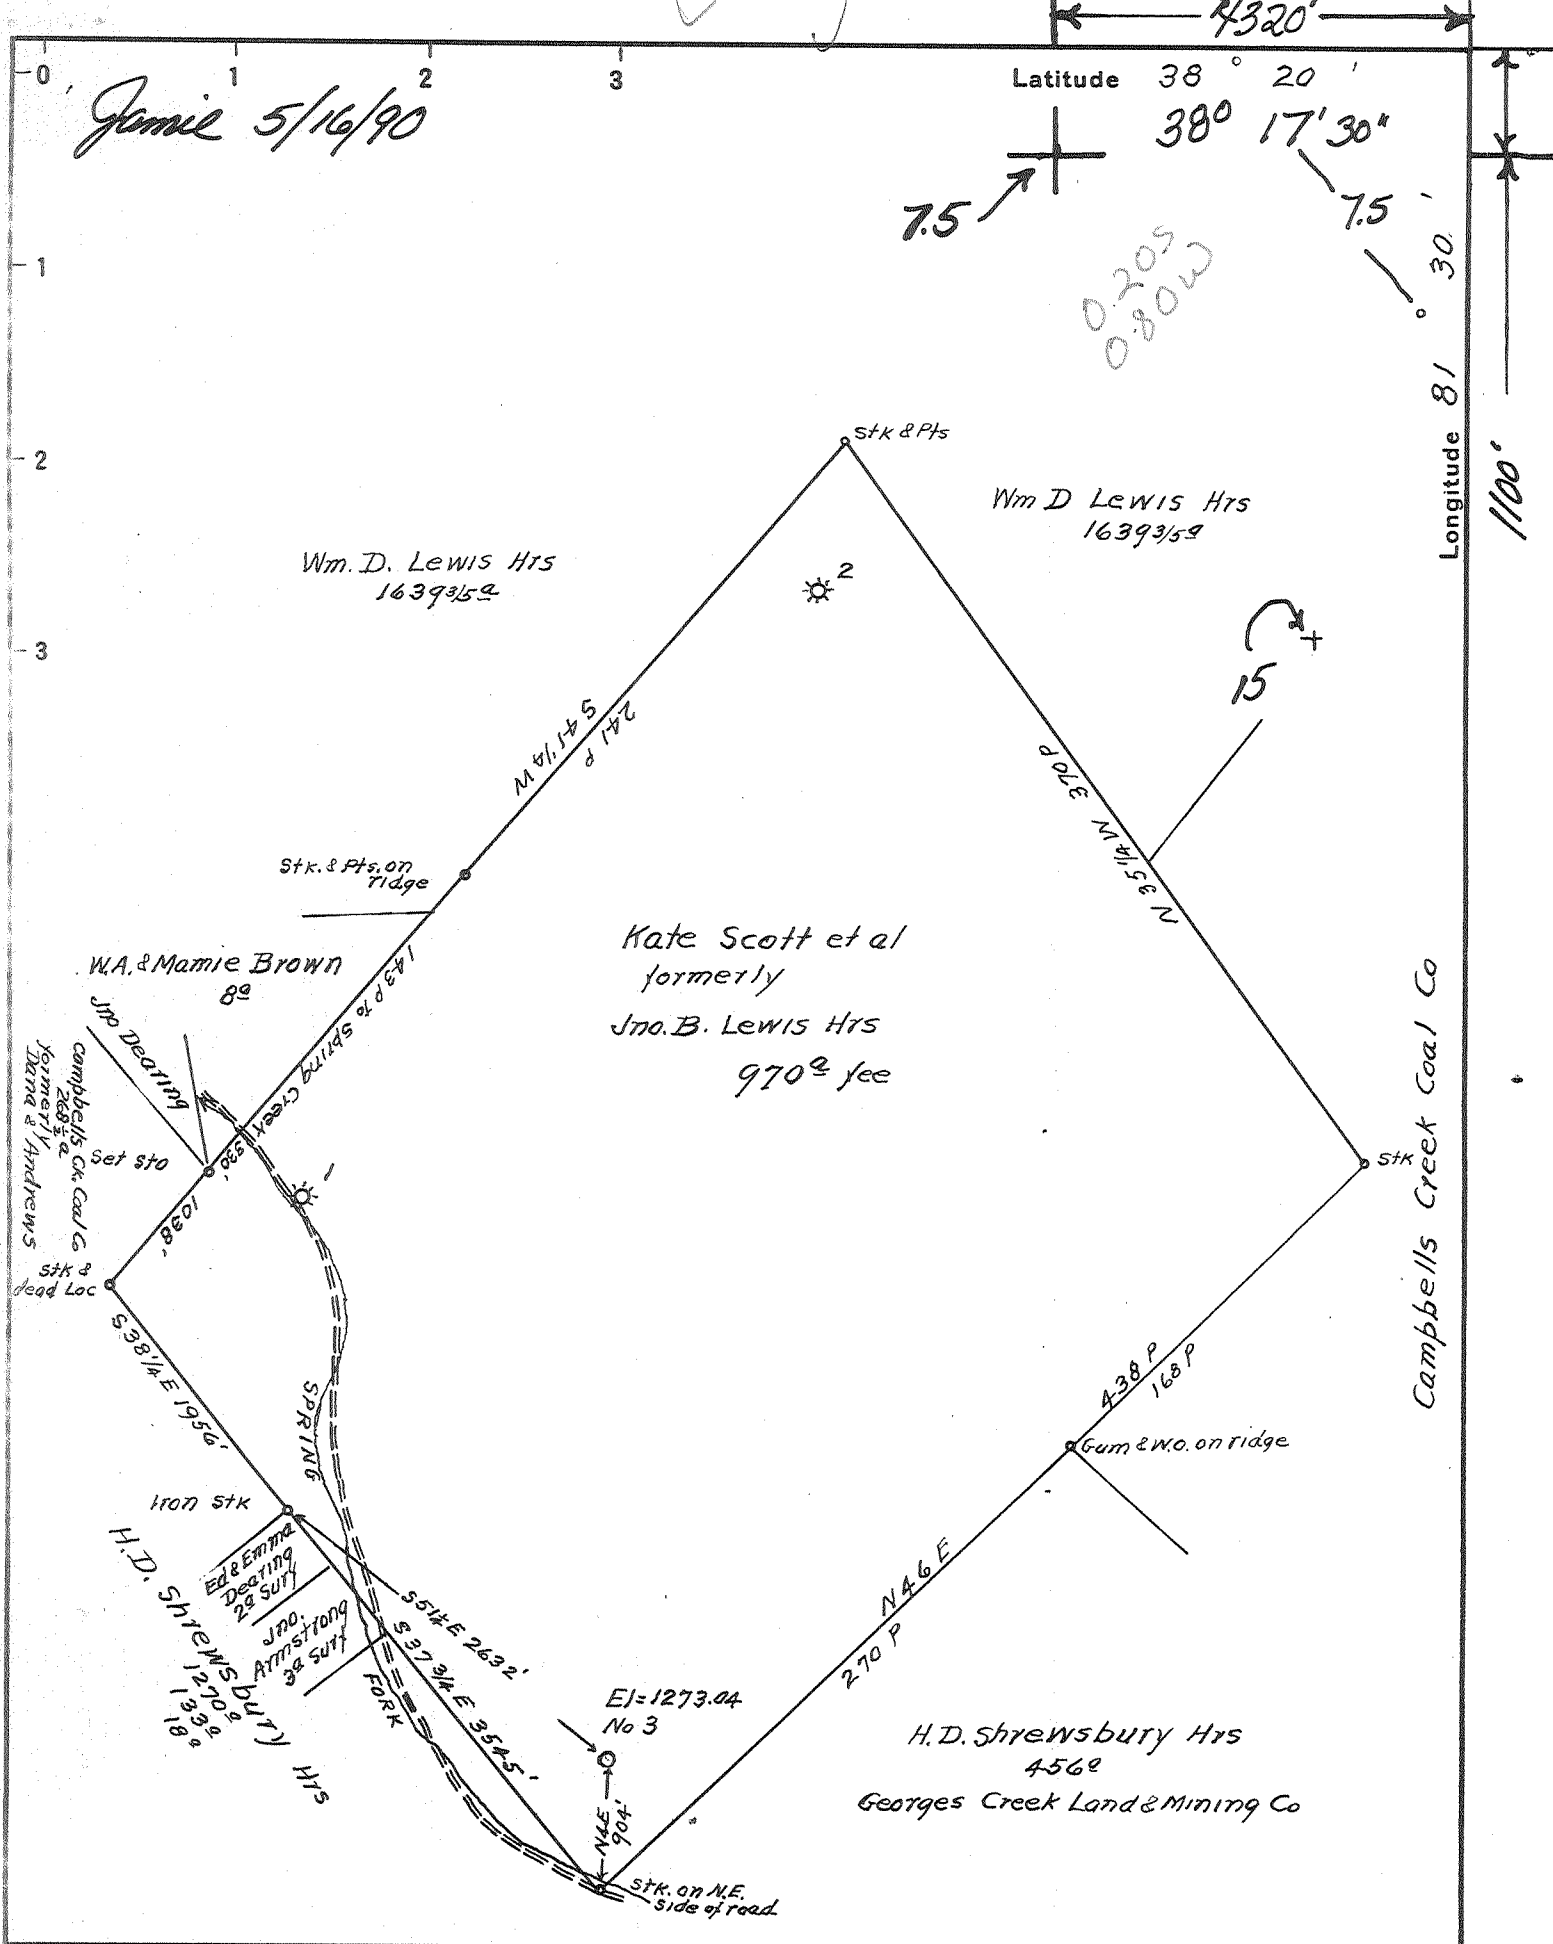 4320'
0 1 2 3
Latitude 38 ° 20 '
Jamie 5/16/90
38° 17' 30"
7.5
7.5
1
0.20S
0.80W
Longitude 81 ° 30 '
1100'
2
Stk & Pts
Wm D Lewis Hrs
1639 3/5 a
Wm. D. Lewis Hrs
1639 3/5 a
2
3
15
S 41 1/4 W
241 P
N 35 1/4 W 370 P
Stk. & Pts. on
ridge
Kate Scott et al
formerly
Jno. B. Lewis Hrs
970 a fee
W.A. & Mamie Brown
8 a
143 P to Spring Creek
Jno Dearing
Campbells Ck. Coal Co
268 1/2 a
formerly
Dana & Andrews
Set Sto
930'
1
1038'
Stk
Campbells Creek Coal Co
Stk &
dead Loc
S 38 1/4 E 1956'
438 P
168 P
SPRING
Gum & W.O. on ridge
Iron Stk
Ed & Emma
Dearing
2 a Surf
Jno.
Armstrong
3 a Surf
H.D. Shrewsbury Hrs
1270 a
133 a
18 a
S 51 1/4 E 2632'
S 37 3/4 E 3545'
FORK
N 46 E
270 P
El = 1273.04
No 3
H.D. Shrewsbury Hrs
456 a
Georges Creek Land & Mining Co
N 4 E
904'
Stk. on N.E.
side of road